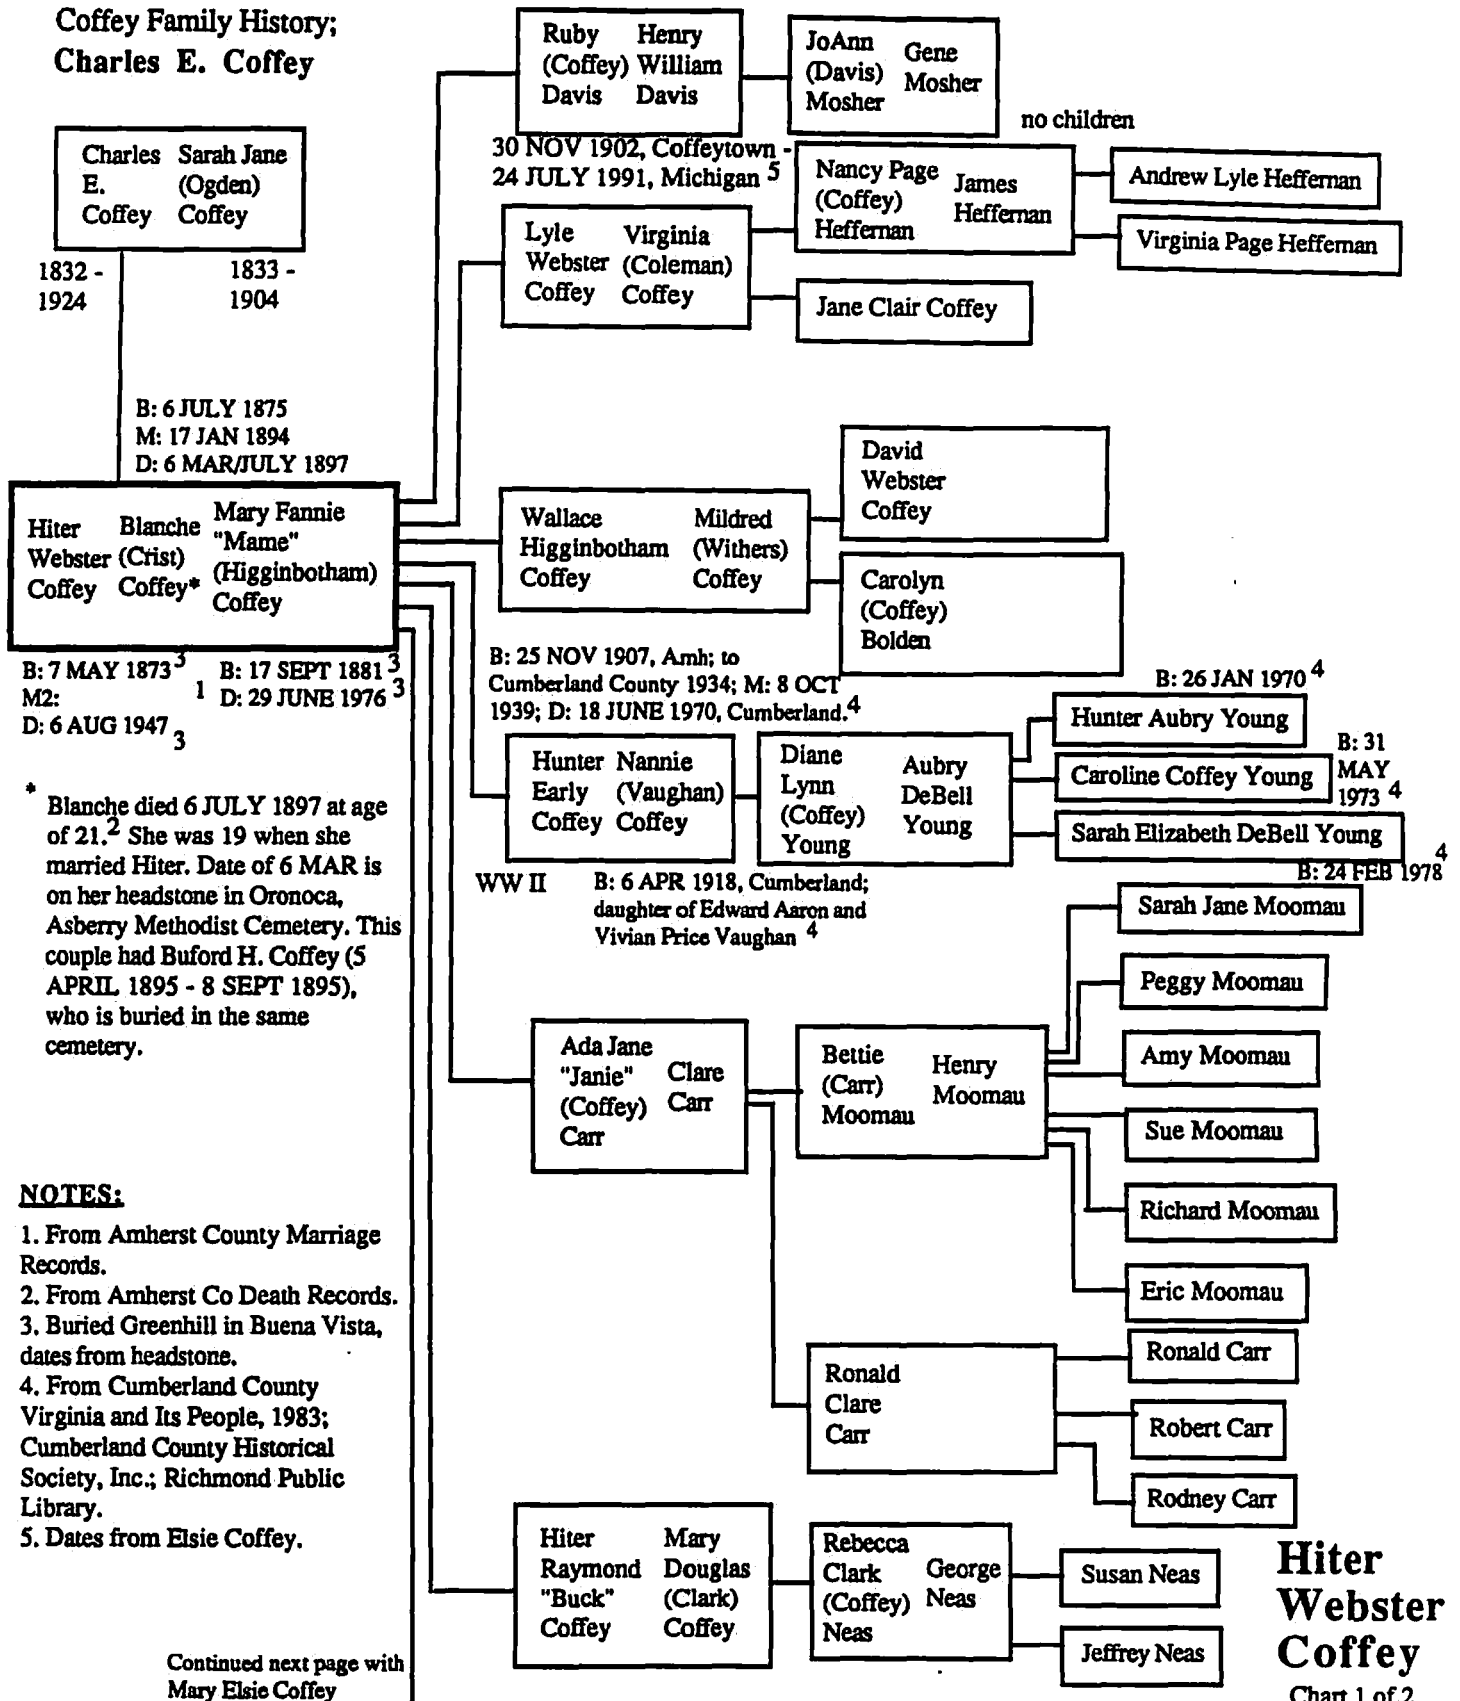 Coffey Family History;
Charles E. Coffey
Charles Sarah Jane
E. (Ogden)
Coffey Coffey
1832 - 1833 -
1924 1904
B: 6 JULY 1875
M: 17 JAN 1894
D: 6 MAR/JULY 1897
Hiter
Webster
Coffey
Blanche
(Crist)
Coffey*
Mary Fannie
"Mame"
(Higginbotham)
Coffey
B: 7 MAY 1873 3
M2: 1
D: 6 AUG 1947 3
B: 17 SEPT 1881 3
D: 29 JUNE 1976 3
* Blanche died 6 JULY 1897 at age
of 21.2 She was 19 when she
married Hiter. Date of 6 MAR is
on her headstone in Oronoca,
Asberry Methodist Cemetery. This
couple had Buford H. Coffey (5
APRIL 1895 - 8 SEPT 1895),
who is buried in the same
cemetery.
NOTES:
1. From Amherst County Marriage
Records.
2. From Amherst Co Death Records.
3. Buried Greenhill in Buena Vista,
dates from headstone.
4. From Cumberland County
Virginia and Its People, 1983;
Cumberland County Historical
Society, Inc.; Richmond Public
Library.
5. Dates from Elsie Coffey.
Continued next page with
Mary Elsie Coffey
Ruby Henry
(Coffey) William
Davis Davis
JoAnn
(Davis)
Mosher
Gene
Mosher
no children
30 NOV 1902, Coffeytown -
24 JULY 1991, Michigan 5
Lyle Virginia
Webster (Coleman)
Coffey Coffey
Nancy Page
(Coffey)
Heffernan
James
Heffernan
Andrew Lyle Heffernan
Virginia Page Heffernan
Jane Clair Coffey
Wallace Mildred
Higginbotham (Withers)
Coffey Coffey
David
Webster
Coffey
Carolyn
(Coffey)
Bolden
B: 25 NOV 1907, Amh; to
Cumberland County 1934; M: 8 OCT
1939; D: 18 JUNE 1970, Cumberland.4
Hunter Nannie
Early (Vaughan)
Coffey Coffey
WW II
B: 6 APR 1918, Cumberland;
daughter of Edward Aaron and
Vivian Price Vaughan 4
Diane
Lynn
(Coffey)
Young
Aubry
DeBell
Young
B: 26 JAN 1970 4
Hunter Aubry Young
Caroline Coffey Young
B: 31
MAY
1973 4
Sarah Elizabeth DeBell Young
B: 24 FEB 1978 4
Ada Jane
"Janie"
(Coffey)
Carr
Clare
Carr
Bettie
(Carr)
Moomau
Henry
Moomau
Sarah Jane Moomau
Peggy Moomau
Amy Moomau
Sue Moomau
Richard Moomau
Eric Moomau
Ronald
Clare
Carr
Ronald Carr
Robert Carr
Rodney Carr
Hiter Mary
Raymond Douglas
"Buck" (Clark)
Coffey Coffey
Rebecca
Clark
(Coffey)
Neas
George
Neas
Susan Neas
Jeffrey Neas
Hiter
Webster
Coffey
Chart 1 of 2